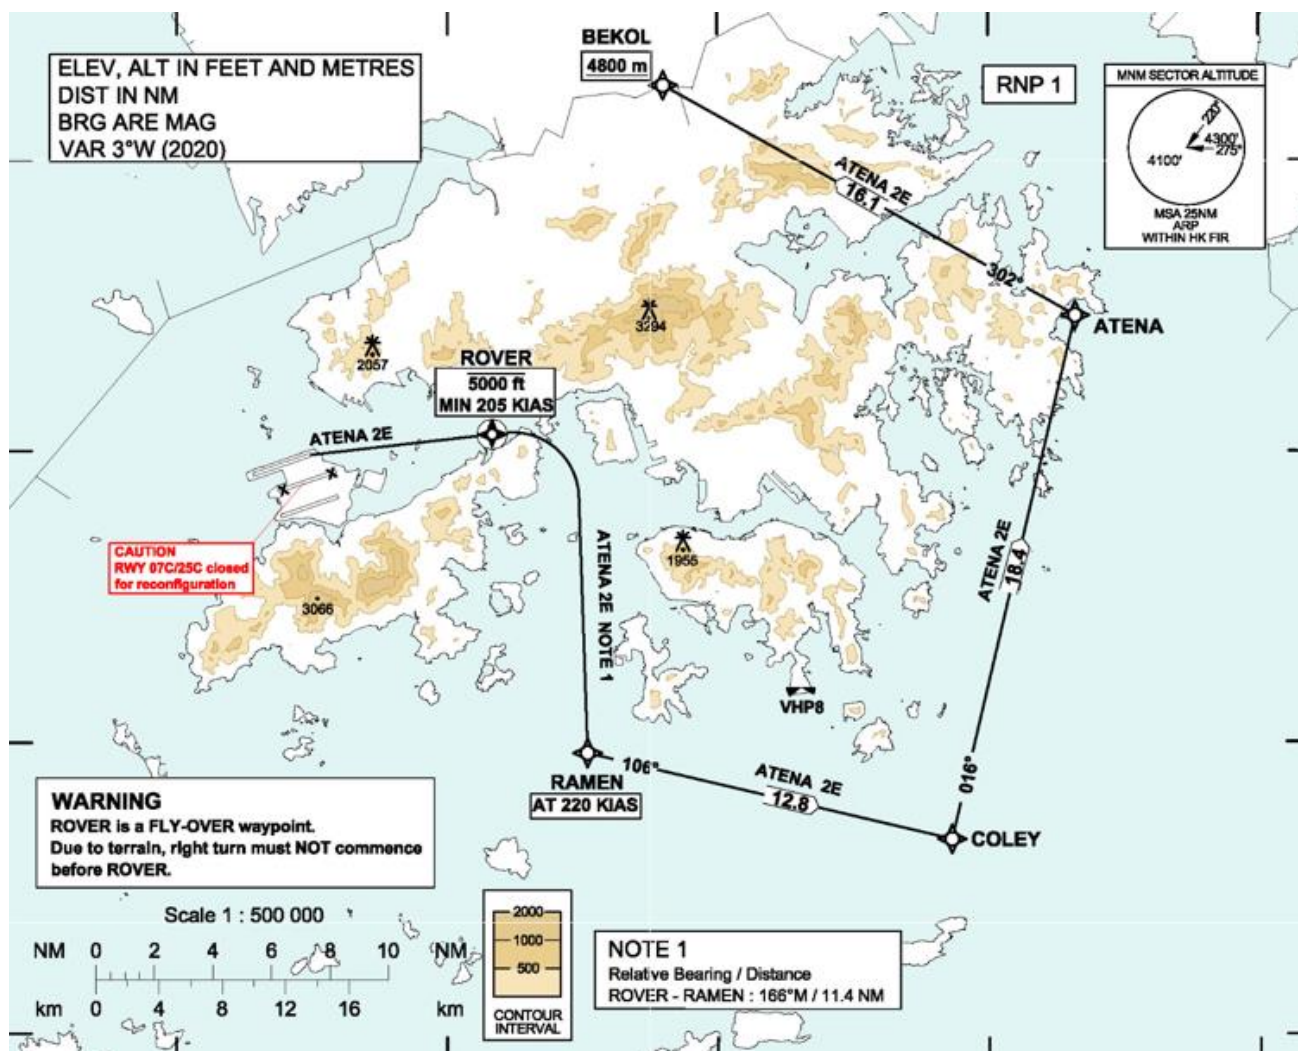 BEKOL
4800 m
ELEV, ALT IN FEET AND METRES
DIST IN NM
BRG ARE MAG
VAR 3°W (2020)
RNP 1
MNM SECTOR ALTITUDE
220°
4300'
275°
4100'
MSA 25NM
ARP
WITHIN HK FIR
ATENA 2E
16.1
302°
ATENA
3294
2057
ROVER
5000 ft
MIN 205 KIAS
ATENA 2E
CAUTION
RWY 07C/25C closed
for reconfiguration
3066
1955
ATENA 2E NOTE 1
ATENA 2E
18.4
VHP8
016°
106°
ATENA 2E
12.8
RAMEN
AT 220 KIAS
COLEY
WARNING
ROVER is a FLY-OVER waypoint.
Due to terrain, right turn must NOT commence
before ROVER.
Scale 1 : 500 000
NM 0 2 4 6 8 10 NM
km 0 4 8 12 16 km
2000
1000
500
CONTOUR
INTERVAL
NOTE 1
Relative Bearing / Distance
ROVER - RAMEN : 166°M / 11.4 NM